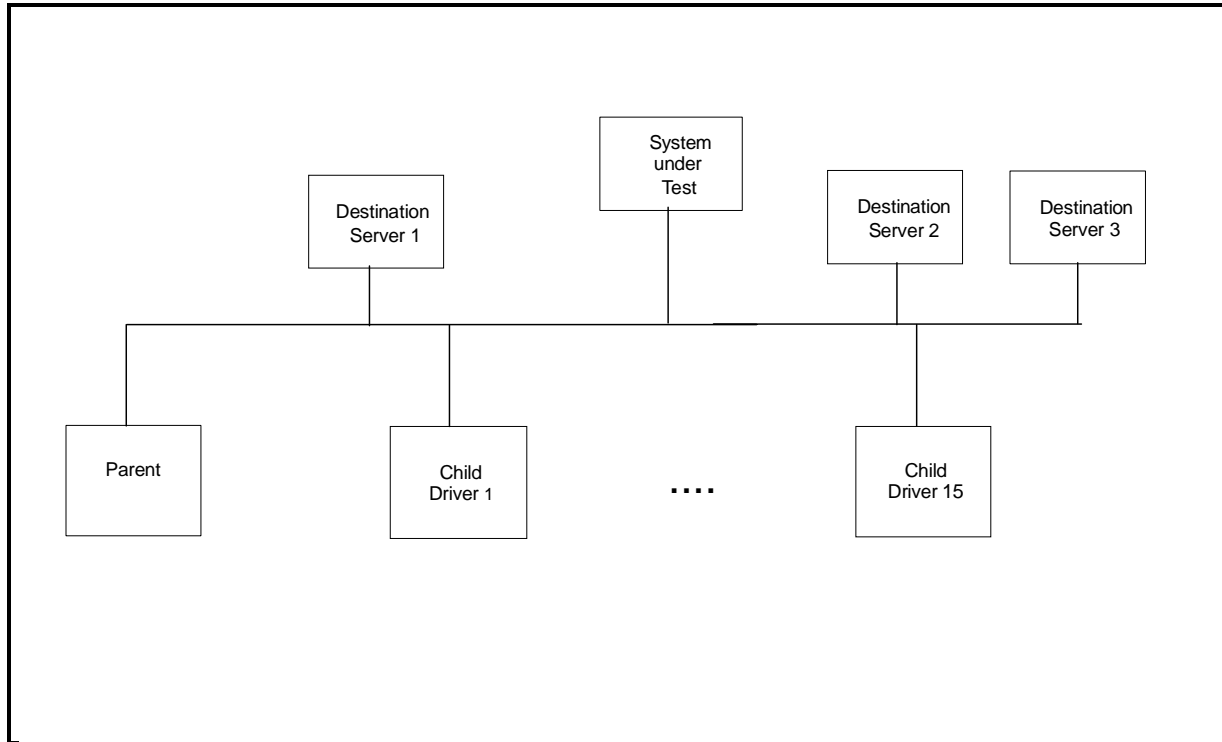 System
under
Test
Destination
Server 1
Destination
Server 2
Destination
Server 3
Parent
Child
Driver 1
....
Child
Driver 15